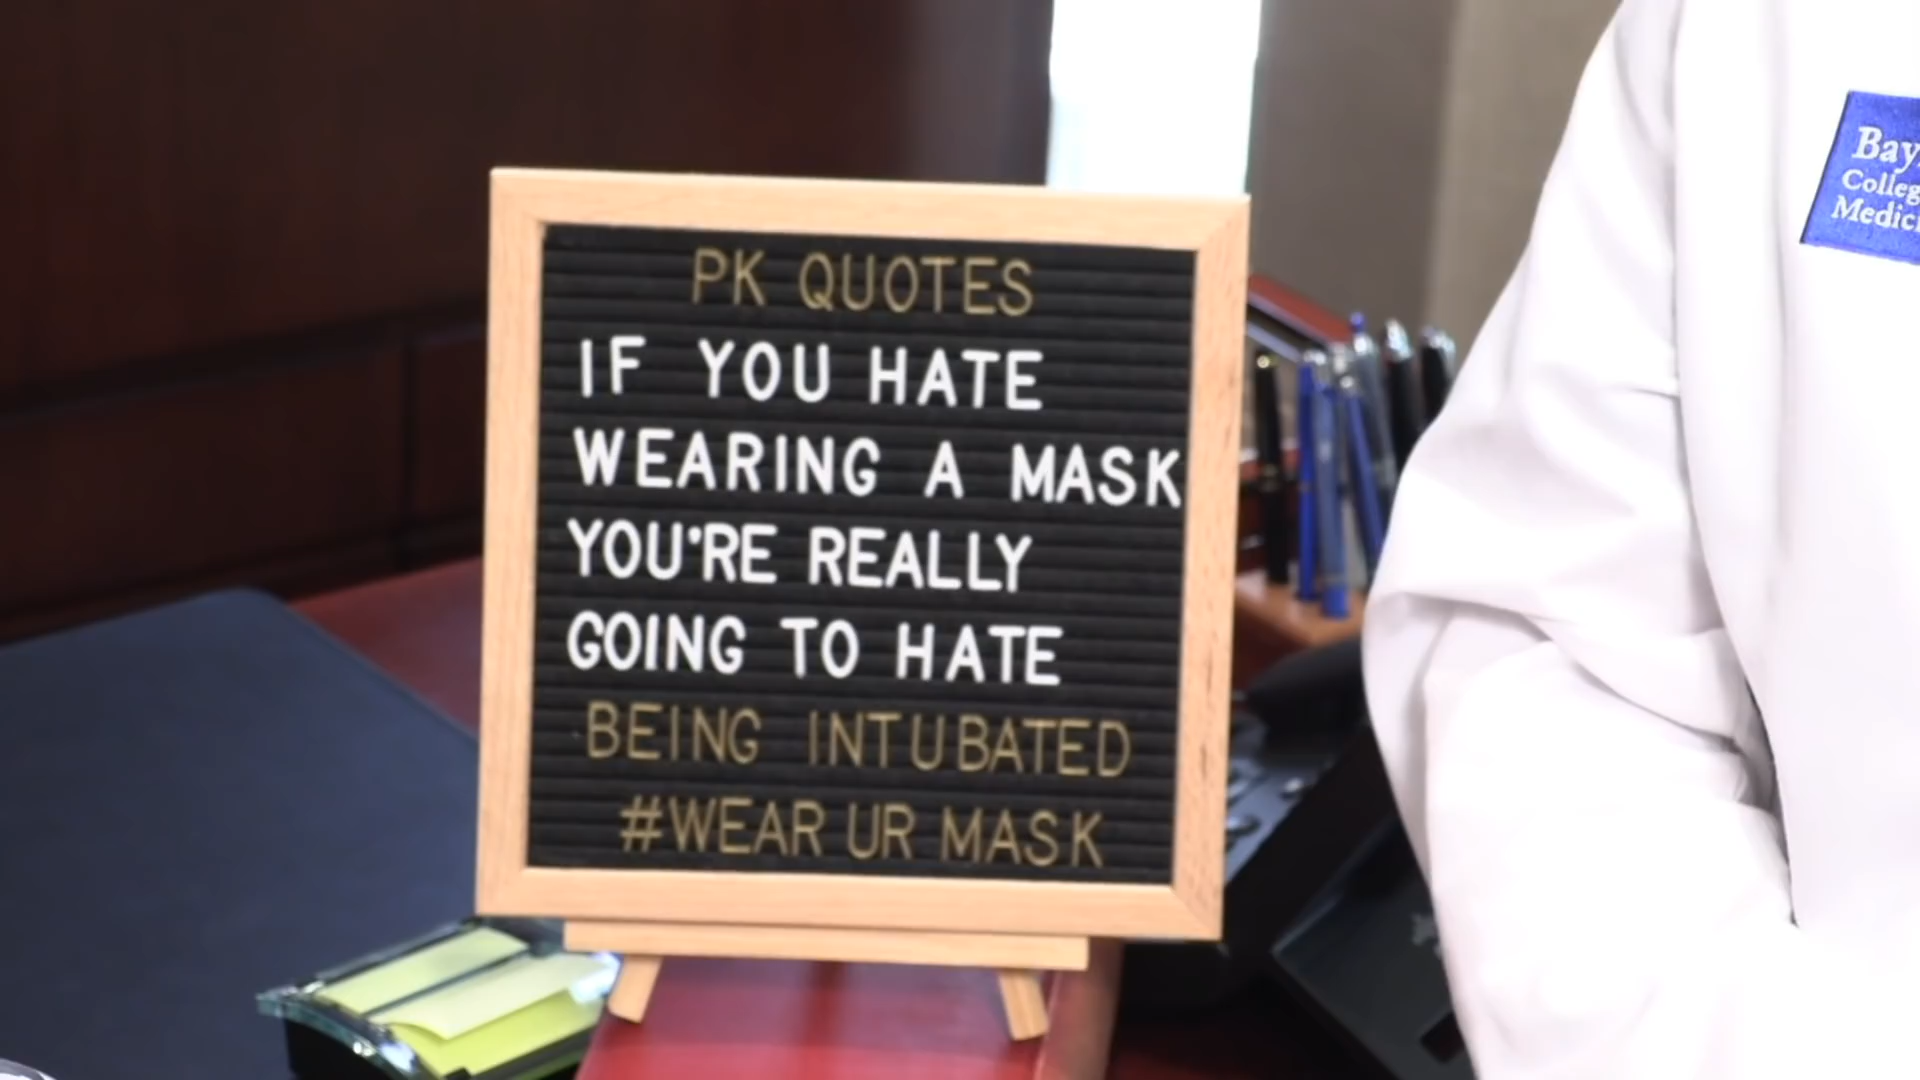 PK QUOTES
IF YOU HATE
WEARING A MASK
YOU'RE REALLY
GOING TO HATE
BEING INTUBATED
#WEAR UR MASK